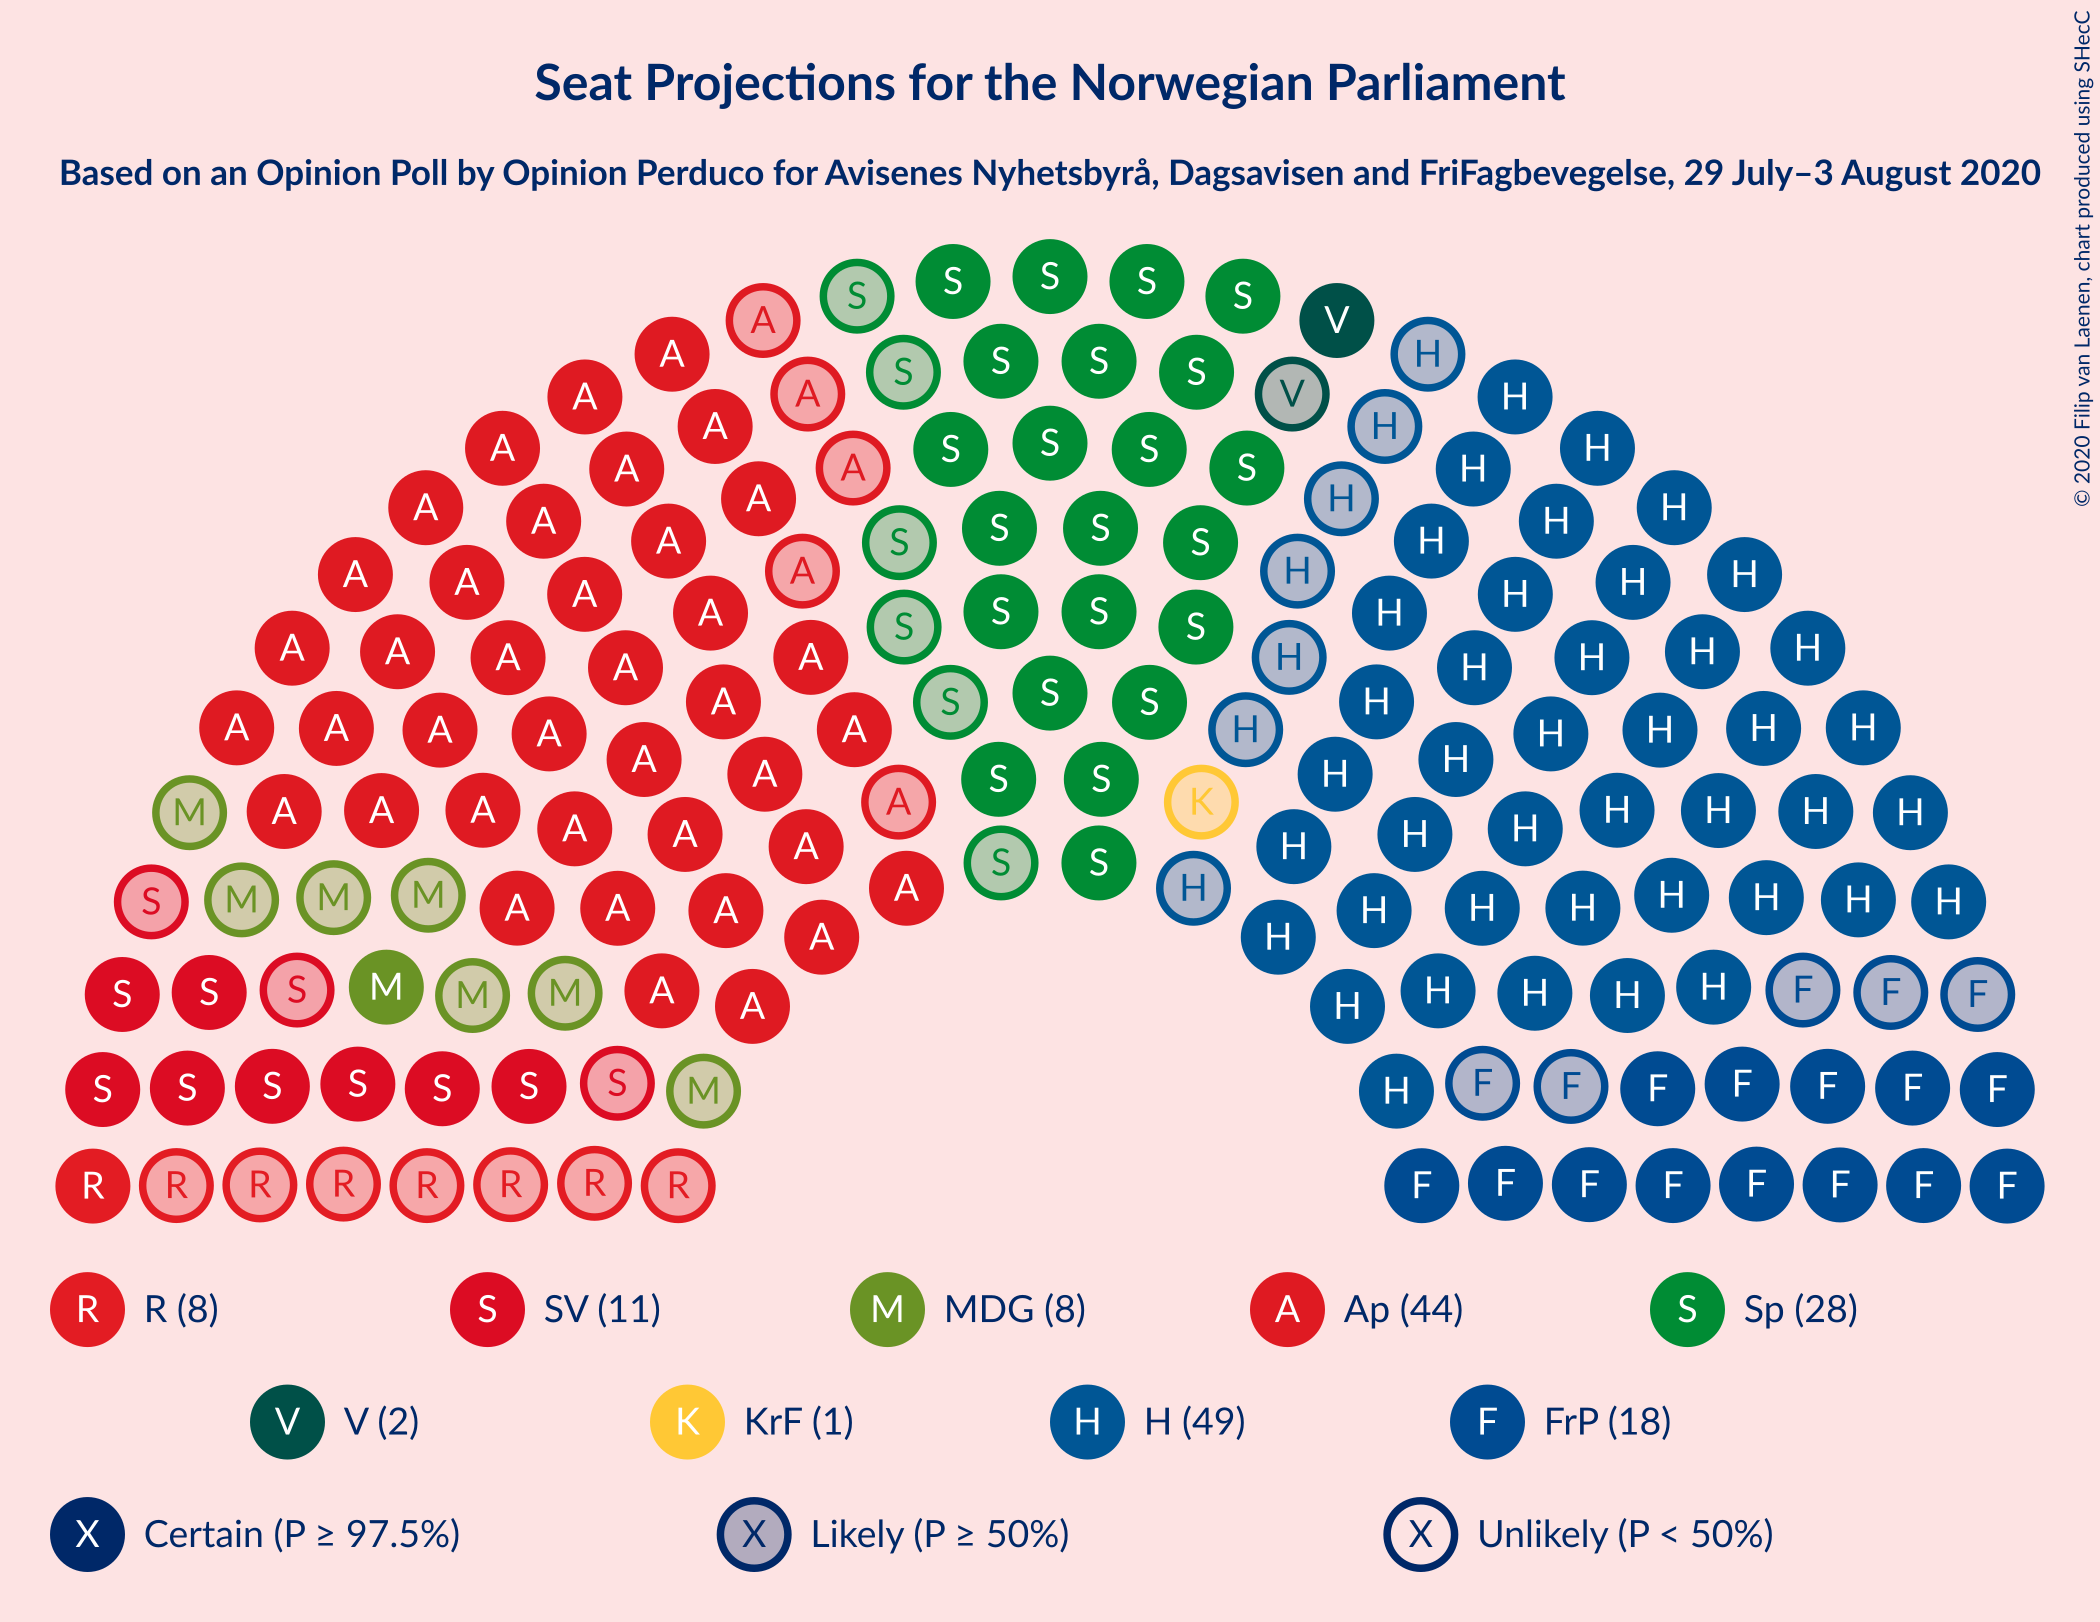 Seat Projections for the Norwegian Parliament
Based on an Opinion Poll by Opinion Perduco for Avisenes Nyhetsbyrå, Dagsavisen and FriFagbevegelse, 29 July–3 August 2020
© 2020 Filip van Laenen, chart produced using SHecC
S S S S S
A V
A S S S H
A A V H
A A S S S H H
A A S H
A A A A S S S S H H H H
A A A A H H H H
A S S S H
A A A A A H H H H H
A S S S H
A A A A A H H H H H
A A S S H H
M A A A A K H H H H
A A A S S H H H
S M M M A A A A H H H H H H H H
A H
S S S M M M A A H H H H H F F F
S S S S S S S M H F F F F F F F
R R R R R R R R F F F F F F F F
R R (8) S SV (11) M MDG (8) A Ap (44) S Sp (28)
V V (2) K KrF (1) H H (49) F FrP (18)
X Certain (P ≥ 97.5%) X Likely (P ≥ 50%) X Unlikely (P < 50%)